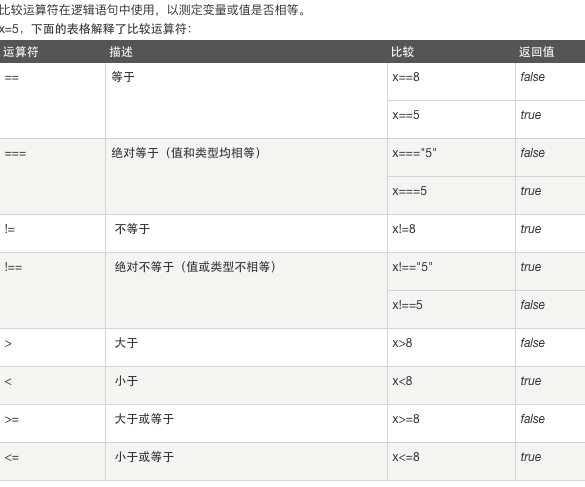 比较运算符在逻辑语句中使用，以测定变量或值是否相等。
x=5，下面的表格解释了比较运算符：
运算符 描述 比较 返回值
== 等于 x==8 false
x==5 true
=== 绝对等于（值和类型均相等） x==="5" false
x===5 true
!= 不等于 x!=8 true
!== 绝对不等于（值或类型不相等） x!=="5" true
x!==5 false
> 大于 x>8 false
< 小于 x<8 true
>= 大于或等于 x>=8 false
<= 小于或等于 x<=8 true